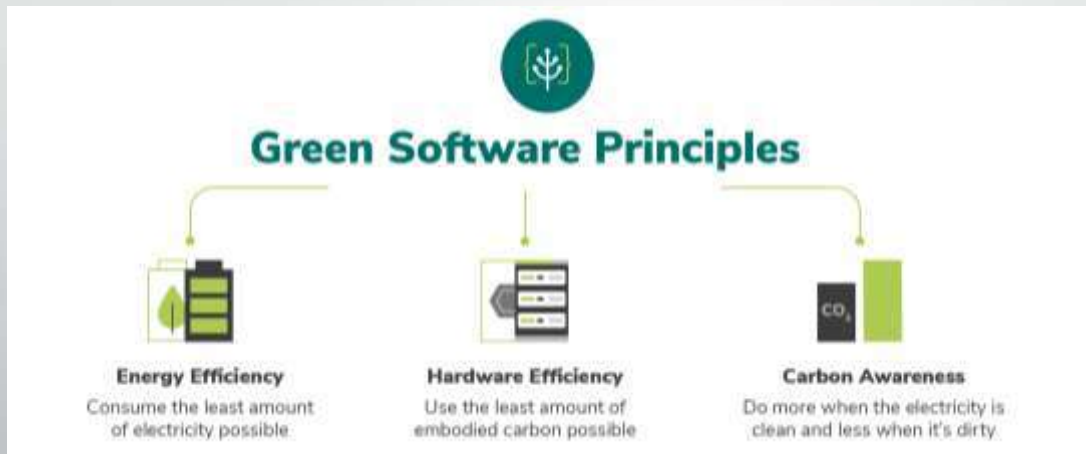 Green Software Principles
CO₂
Energy Efficiency
Consume the least amount
of electricity possible
Hardware Efficiency
Use the least amount of
embodied carbon possible
Carbon Awareness
Do more when the electricity is
clean and less when it's dirty